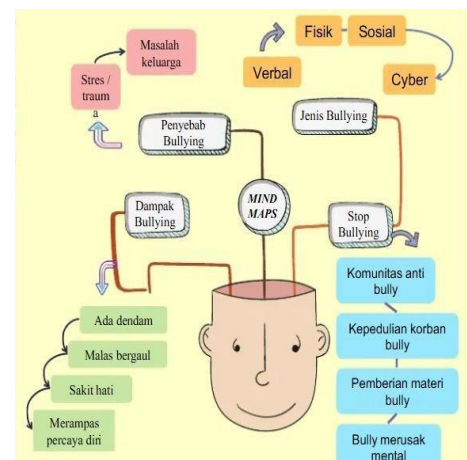 Masalah
keluarga
Stres /
traum
a
Penyebab
Bullying
Fisik
Sosial
Verbal
Cyber
Jenis Bullying
MIND
MAPS
Dampak
Bullying
Stop
Bullying
Ada dendam
Malas bergaul
Sakit hati
Merampas
percaya diri
Komunitas anti
bully
Kepedulian korban
bully
Pemberian materi
bully
Bully merusak
mental